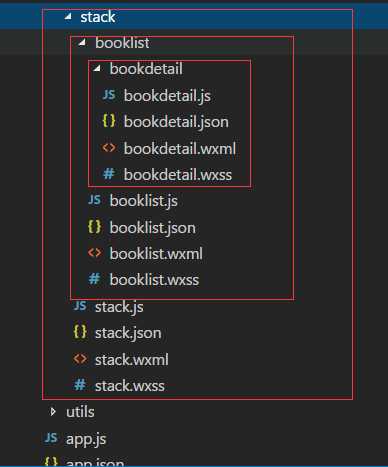 stack
booklist
bookdetail
JS bookdetail.js
{} bookdetail.json
<> bookdetail.wxml
# bookdetail.wxss
JS booklist.js
{} booklist.json
<> booklist.wxml
# booklist.wxss
JS stack.js
{} stack.json
<> stack.wxml
# stack.wxss
utils
JS app.js
{} app.json